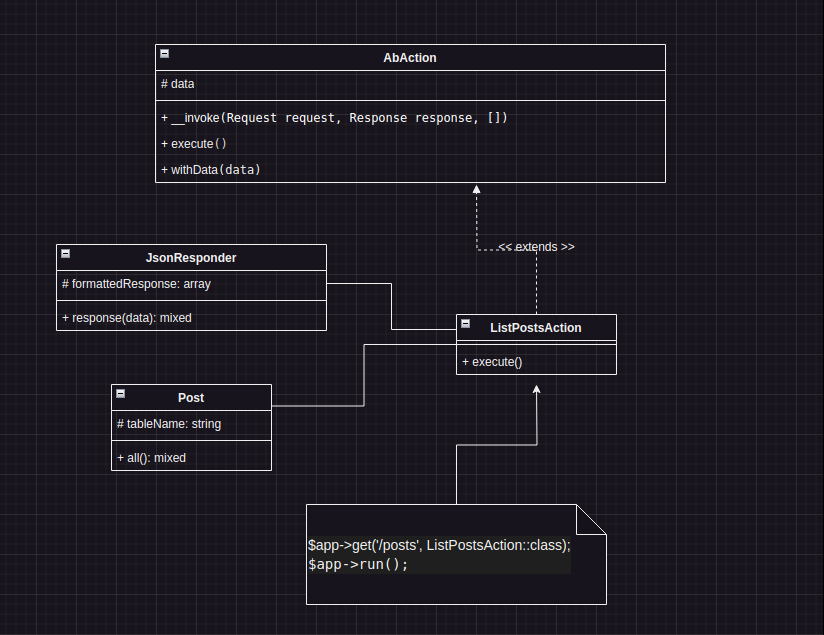 AbAction
# data
+ __invoke(Request request, Response response, [])
+ execute()
+ withData(data)
<< extends >>
JsonResponder
# formattedResponse: array
+ response(data): mixed
ListPostsAction
+ execute()
Post
# tableName: string
+ all(): mixed
$app->get('/posts', ListPostsAction::class);
$app->run();